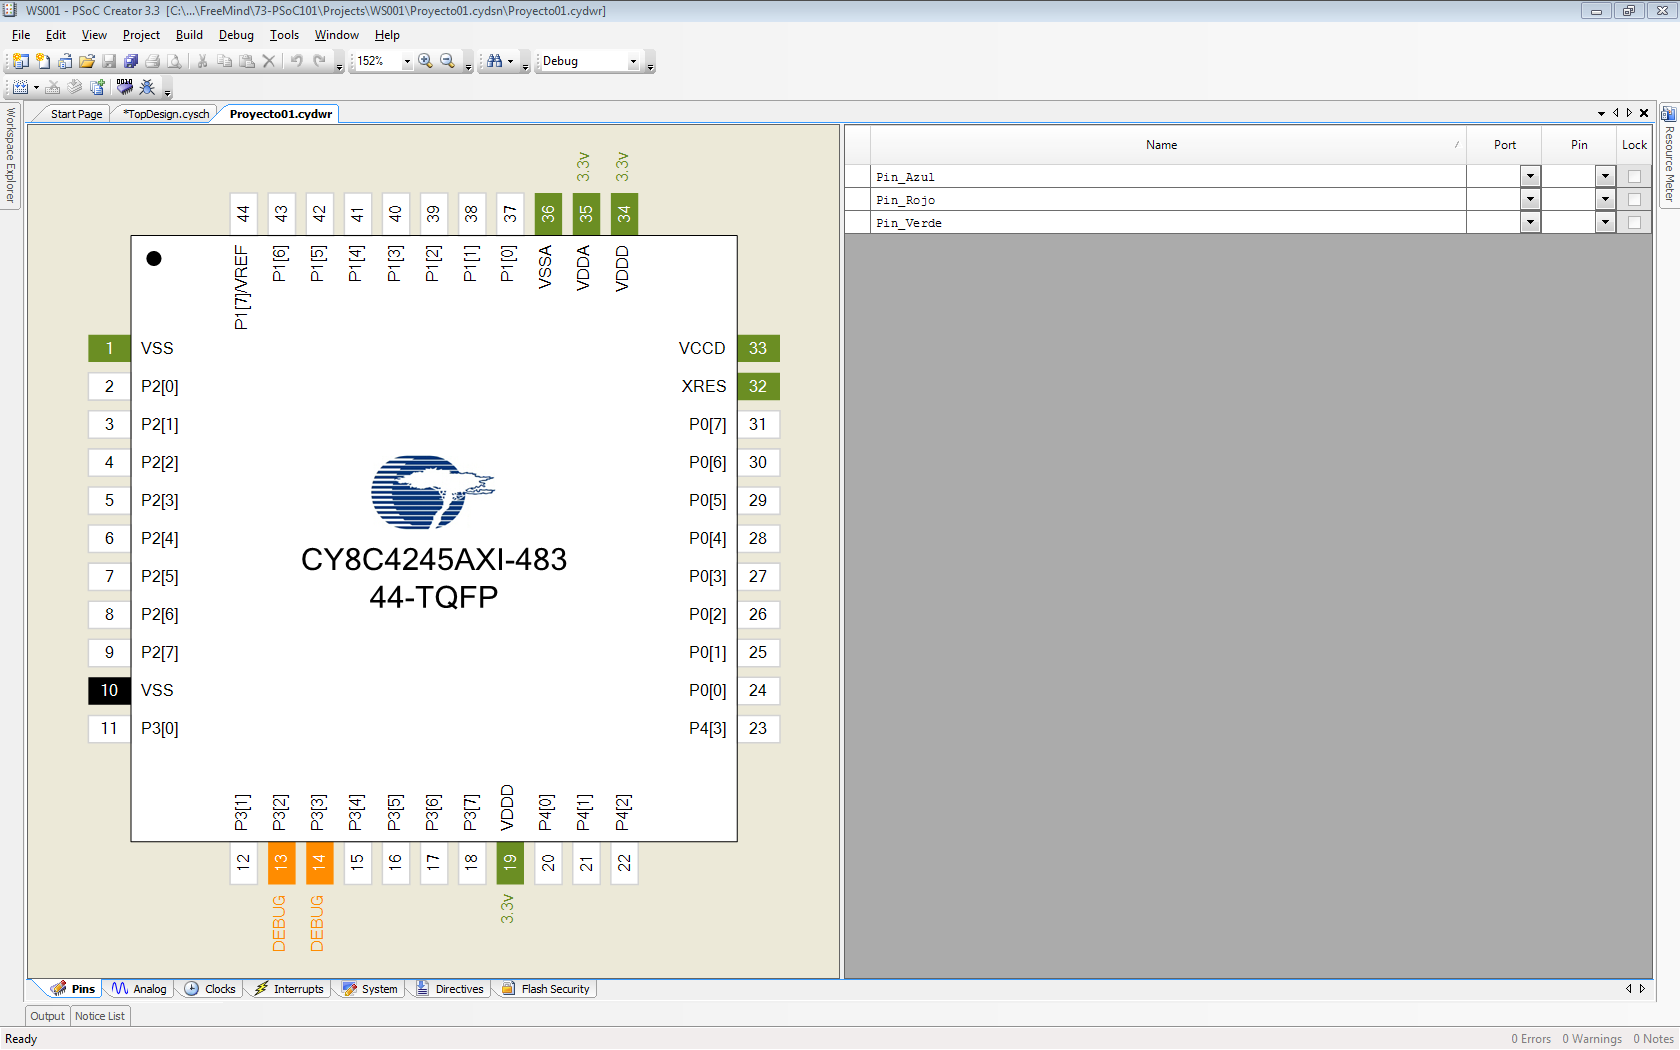 WS001 - PSoC Creator 3.3 [C:\...\FreeMind\73-PSoC101\Projects\WS001\Proyecto01.cydsn\Proyecto01.cydwr]
File Edit View Project Build Debug Tools Window Help
152% Debug
Workspace Explorer
Start Page *TopDesign.cysch Proyecto01.cydwr
Resource Meter
Name Port Pin Lock
Pin_Azul
Pin_Rojo
Pin_Verde
3.3v 3.3v
44 43 42 41 40 39 38 37 36 35 34
P1[7]/VREF P1[6] P1[5] P1[4] P1[3] P1[2] P1[1] P1[0] VSSA VDDA VDDD
1 VSS VCCD 33
2 P2[0] XRES 32
3 P2[1] P0[7] 31
4 P2[2] P0[6] 30
5 P2[3] P0[5] 29
6 P2[4] P0[4] 28
CY8C4245AXI-483
7 P2[5] P0[3] 27
44-TQFP
8 P2[6] P0[2] 26
9 P2[7] P0[1] 25
10 VSS P0[0] 24
11 P3[0] P4[3] 23
P3[1] P3[2] P3[3] P3[4] P3[5] P3[6] P3[7] VDDD P4[0] P4[1] P4[2]
12 13 14 15 16 17 18 19 20 21 22
DEBUG DEBUG 3.3v
Pins Analog Clocks Interrupts System Directives Flash Security
Output Notice List
Ready 0 Errors 0 Warnings 0 Notes